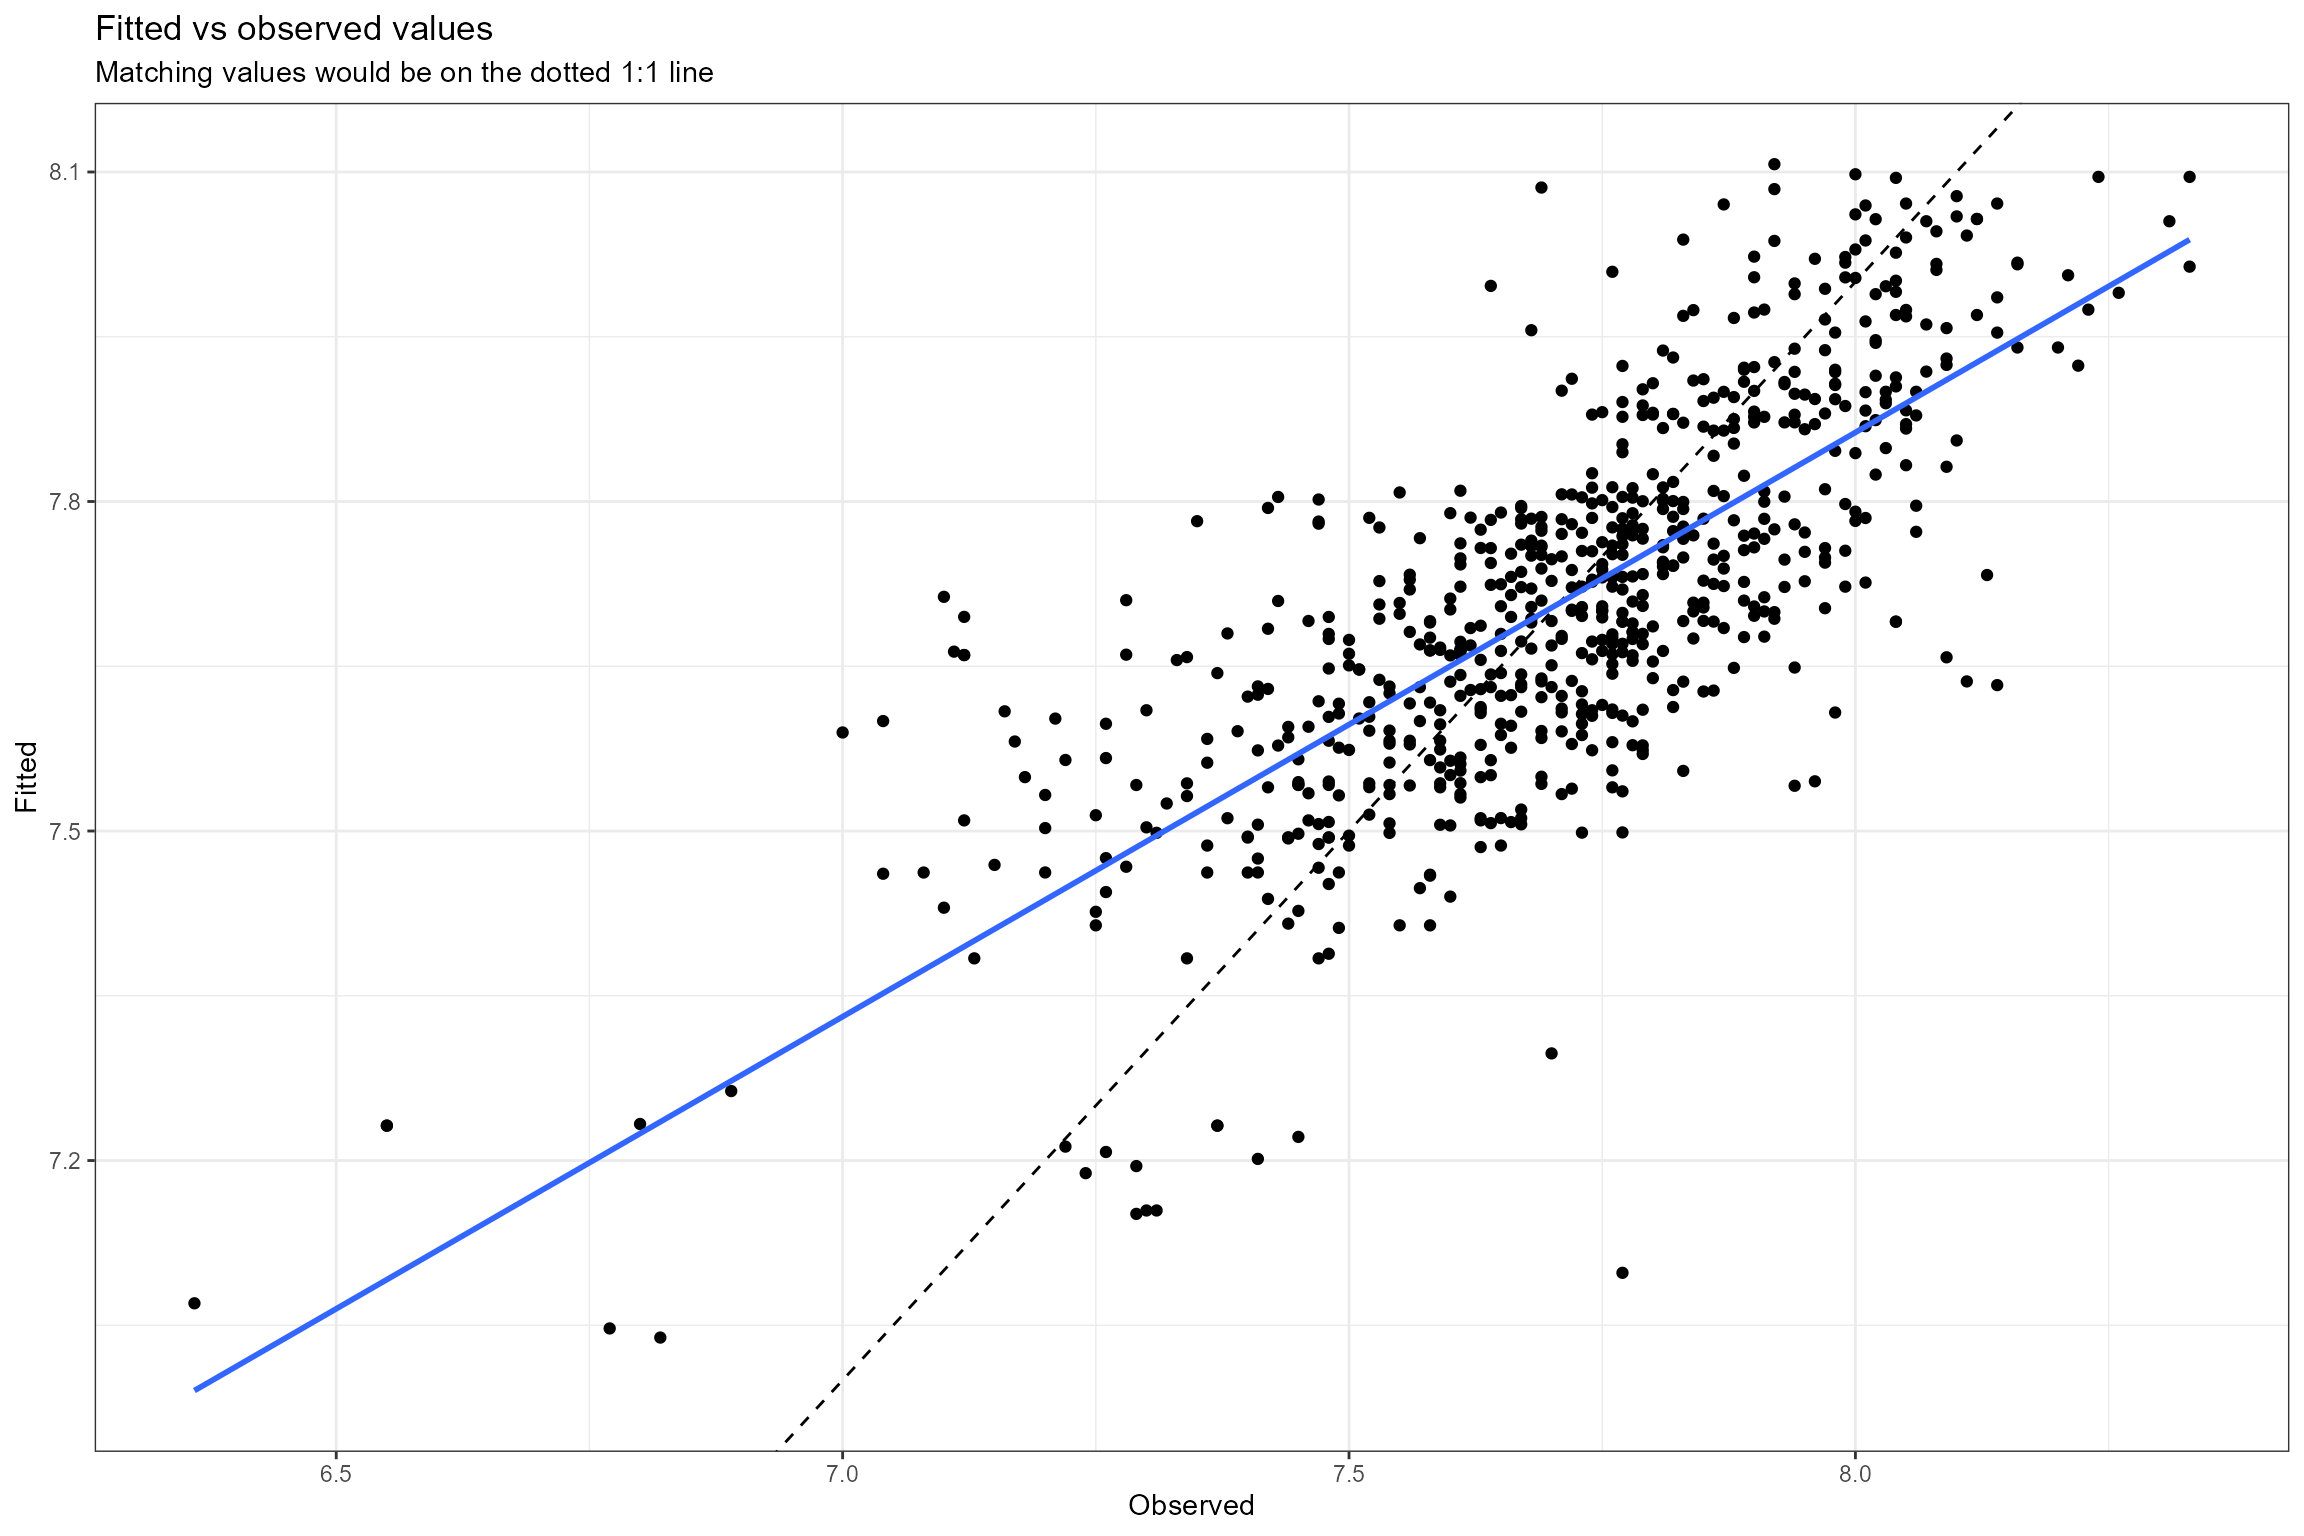 Fitted vs observed values
Matching values would be on the dotted 1:1 line
8.1
7.8
7.5
7.2
Fitted
6.5
7.0
7.5
8.0
Observed